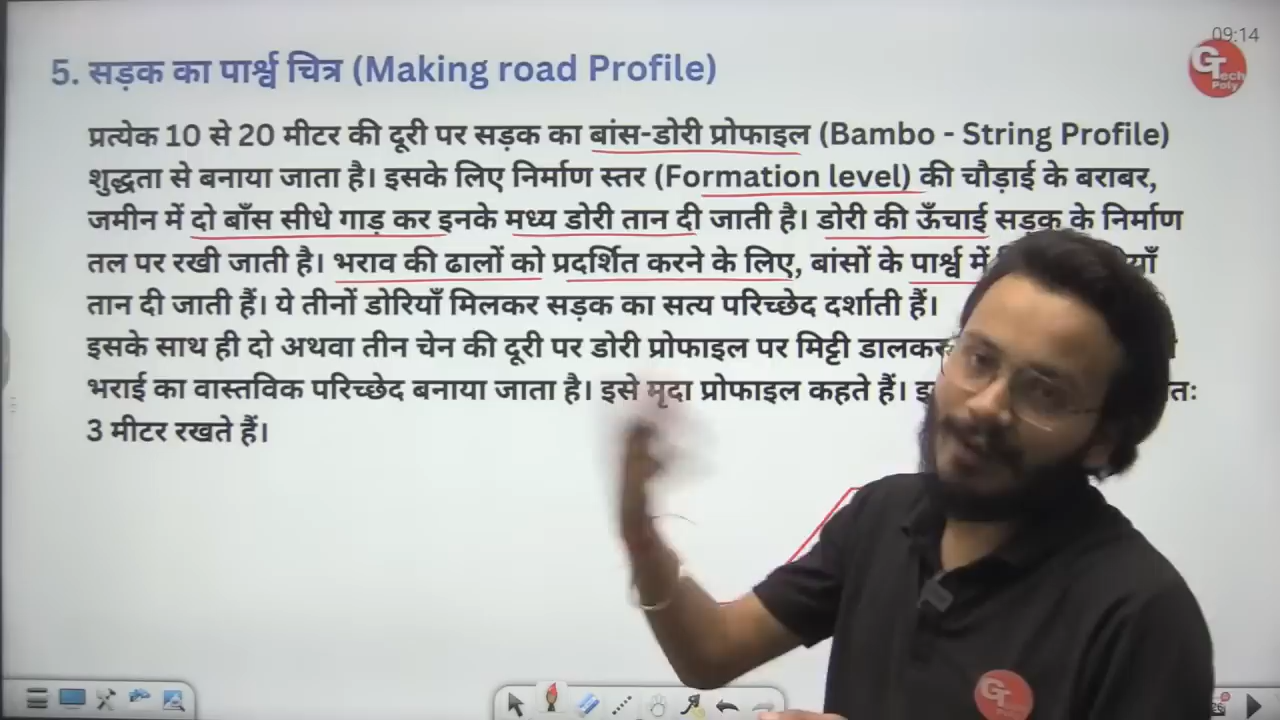 09:14
GTech Poly
5. सड़क का पार्श्व चित्र (Making road Profile)
प्रत्येक 10 से 20 मीटर की दूरी पर सड़क का बांस-डोरी प्रोफाइल (Bambo - String Profile)
शुद्धता से बनाया जाता है। इसके लिए निर्माण स्तर (Formation level) की चौड़ाई के बराबर,
जमीन में दो बाँस सीधे गाड़ कर इनके मध्य डोरी तान दी जाती है। डोरी की ऊँचाई सड़क के निर्माण
तल पर रखी जाती है। भराव की ढालों को प्रदर्शित करने के लिए, बांसों के पार्श्व में
तान दी जाती हैं। ये तीनों डोरियाँ मिलकर सड़क का सत्य परिच्छेद दर्शाती हैं।
इसके साथ ही दो अथवा तीन चेन की दूरी पर डोरी प्रोफाइल पर मिट्टी डालकर
भराई का वास्तविक परिच्छेद बनाया जाता है। इसे मृदा प्रोफाइल कहते हैं।
3 मीटर रखते हैं।
GT